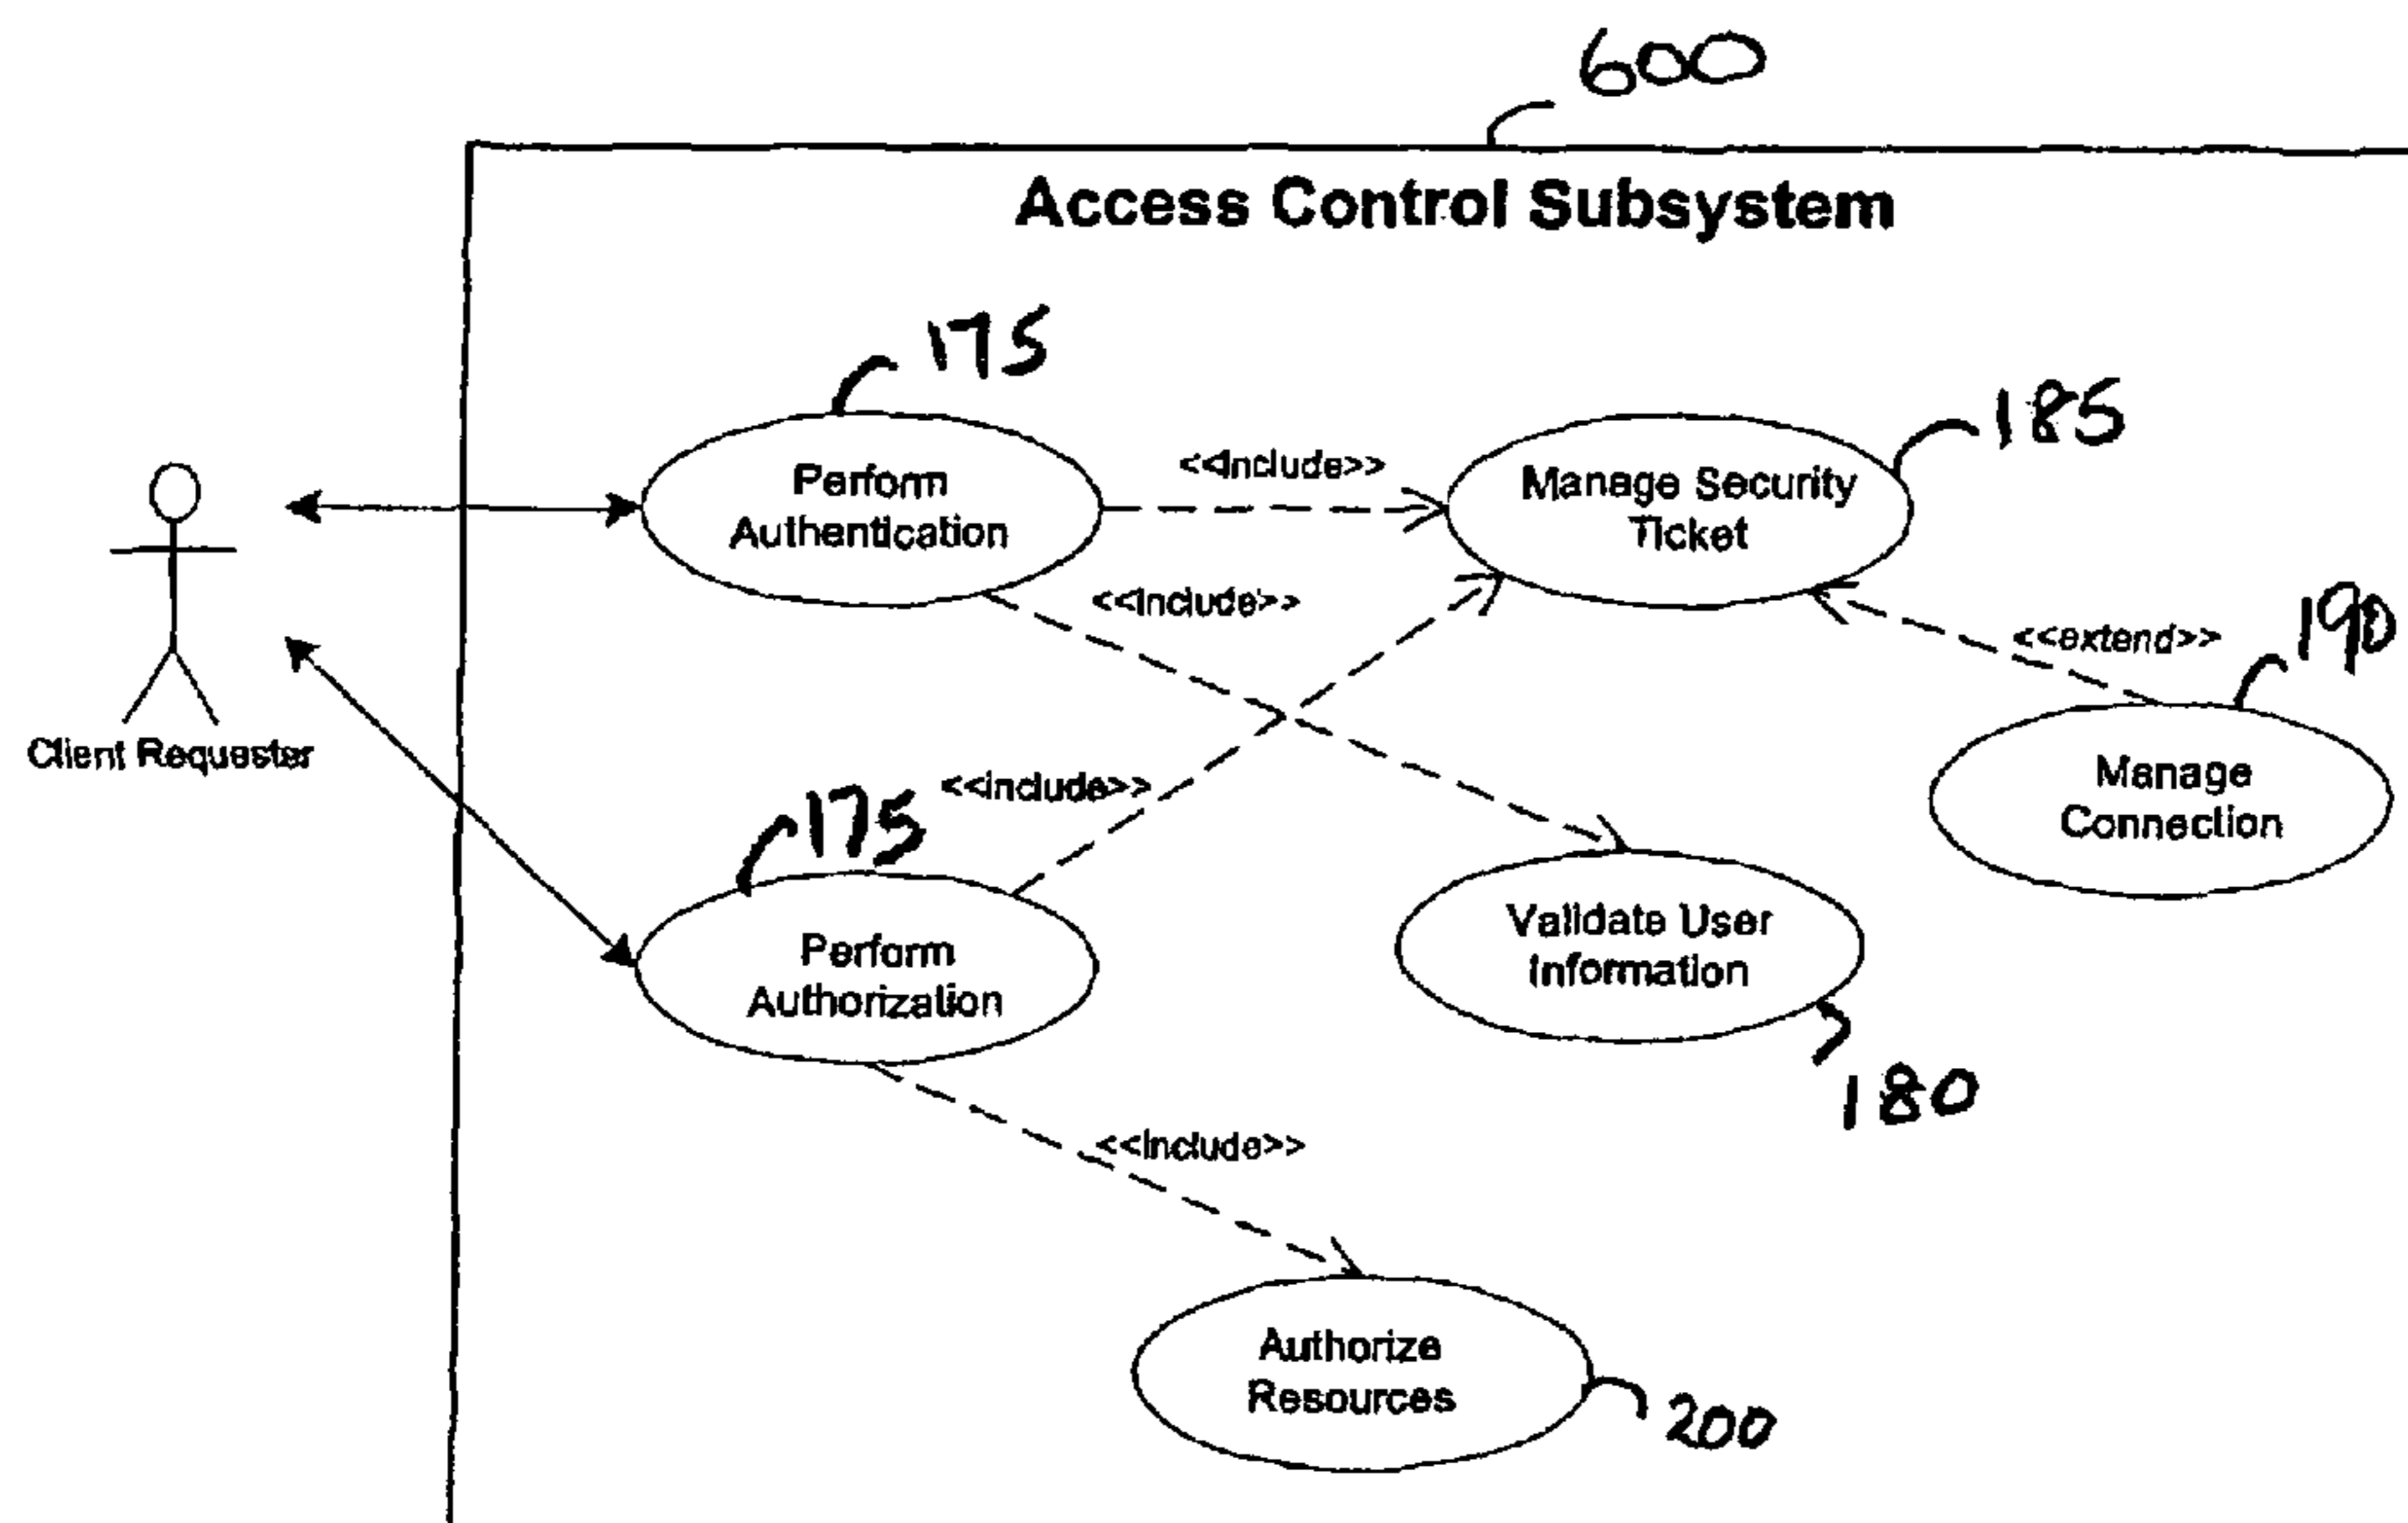 600
Access Control Subsystem
175
185
Perform
Authentication
<<include>>
Manage Security
Ticket
<<include>>
<<extend>>
190
Client Requester
<<include>>
175
Manage
Connection
Perform
Authorization
Validate User
Information
180
<<include>>
Authorize
Resources
200